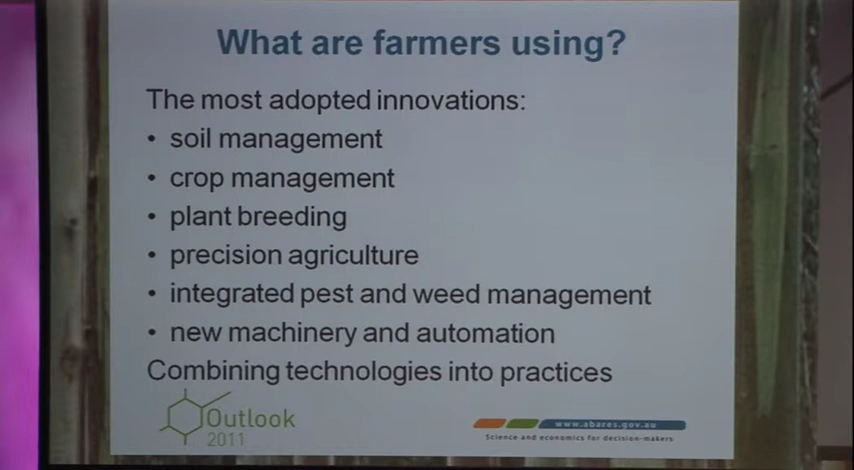 What are farmers using?
The most adopted innovations:
• soil management
• crop management
• plant breeding
• precision agriculture
• integrated pest and weed management
• new machinery and automation
Combining technologies into practices
Outlook
2011
www.abares.gov.au
Science and economics for decision-makers